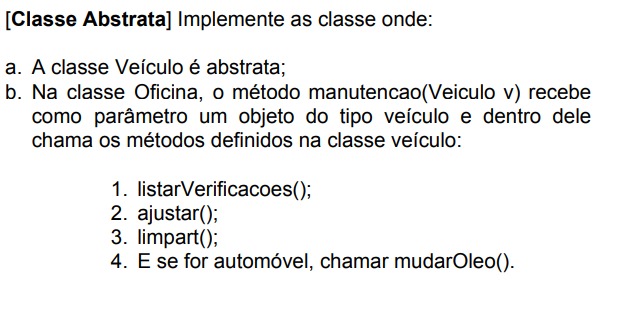 [Classe Abstrata] Implemente as classe onde:
a. A classe Veículo é abstrata;
b. Na classe Oficina, o método manutencao(Veiculo v) recebe
como parâmetro um objeto do tipo veículo e dentro dele
chama os métodos definidos na classe veículo:
1. listarVerificacoes();
2. ajustar();
3. limpart();
4. E se for automóvel, chamar mudarOleo().